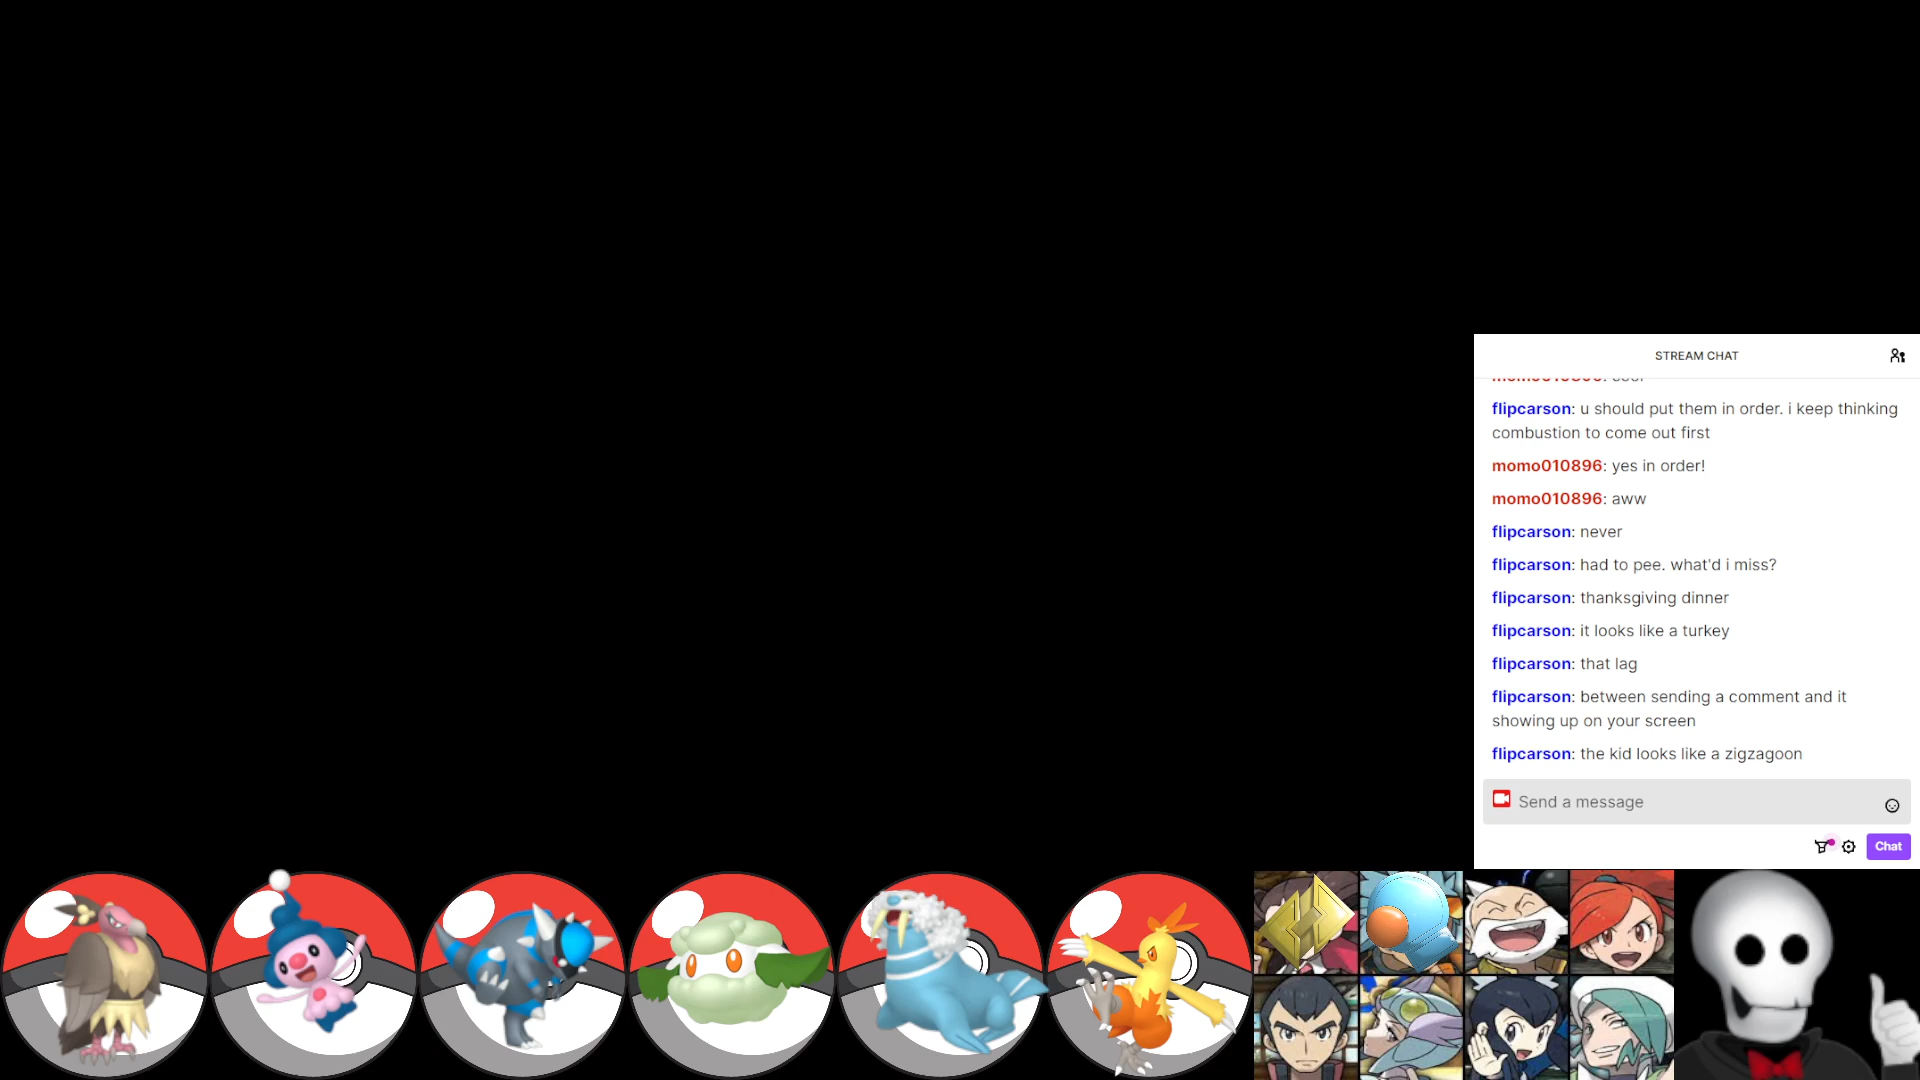 STREAM CHAT
flipcarson: u should put them in order. i keep thinking
combustion to come out first
momo010896: yes in order!
momo010896: aww
flipcarson: never
flipcarson: had to pee. what'd i miss?
flipcarson: thanksgiving dinner
flipcarson: it looks like a turkey
flipcarson: that lag
flipcarson: between sending a comment and it
showing up on your screen
flipcarson: the kid looks like a zigzagoon
Send a message
Chat